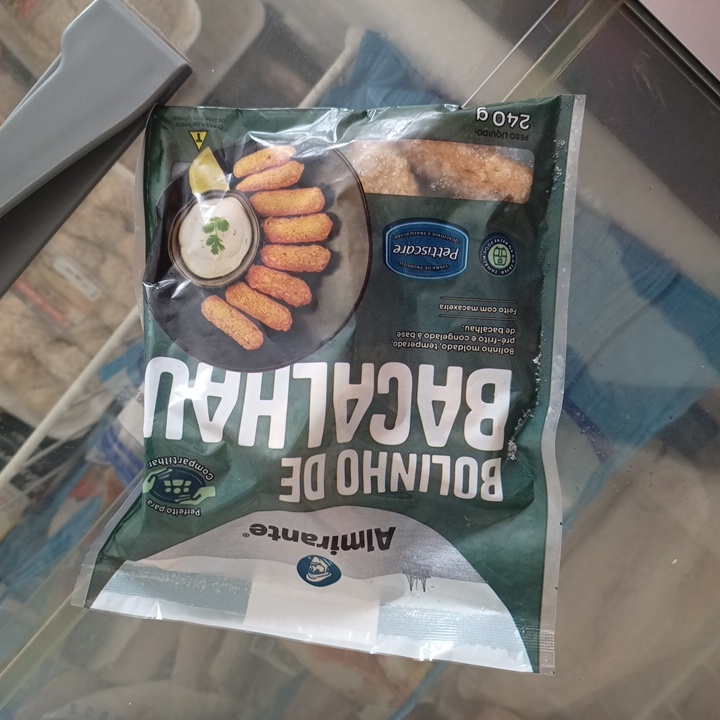 Almirante®
BOLINHO DE
BACALHAU
Perfeito para
Compartilhar
Bolinho moldado, temperado,
pré-frito e congelado à base
de bacalhau.
feito com macaxeira
Pettiscare
PESO LÍQUIDO:
240 g
T